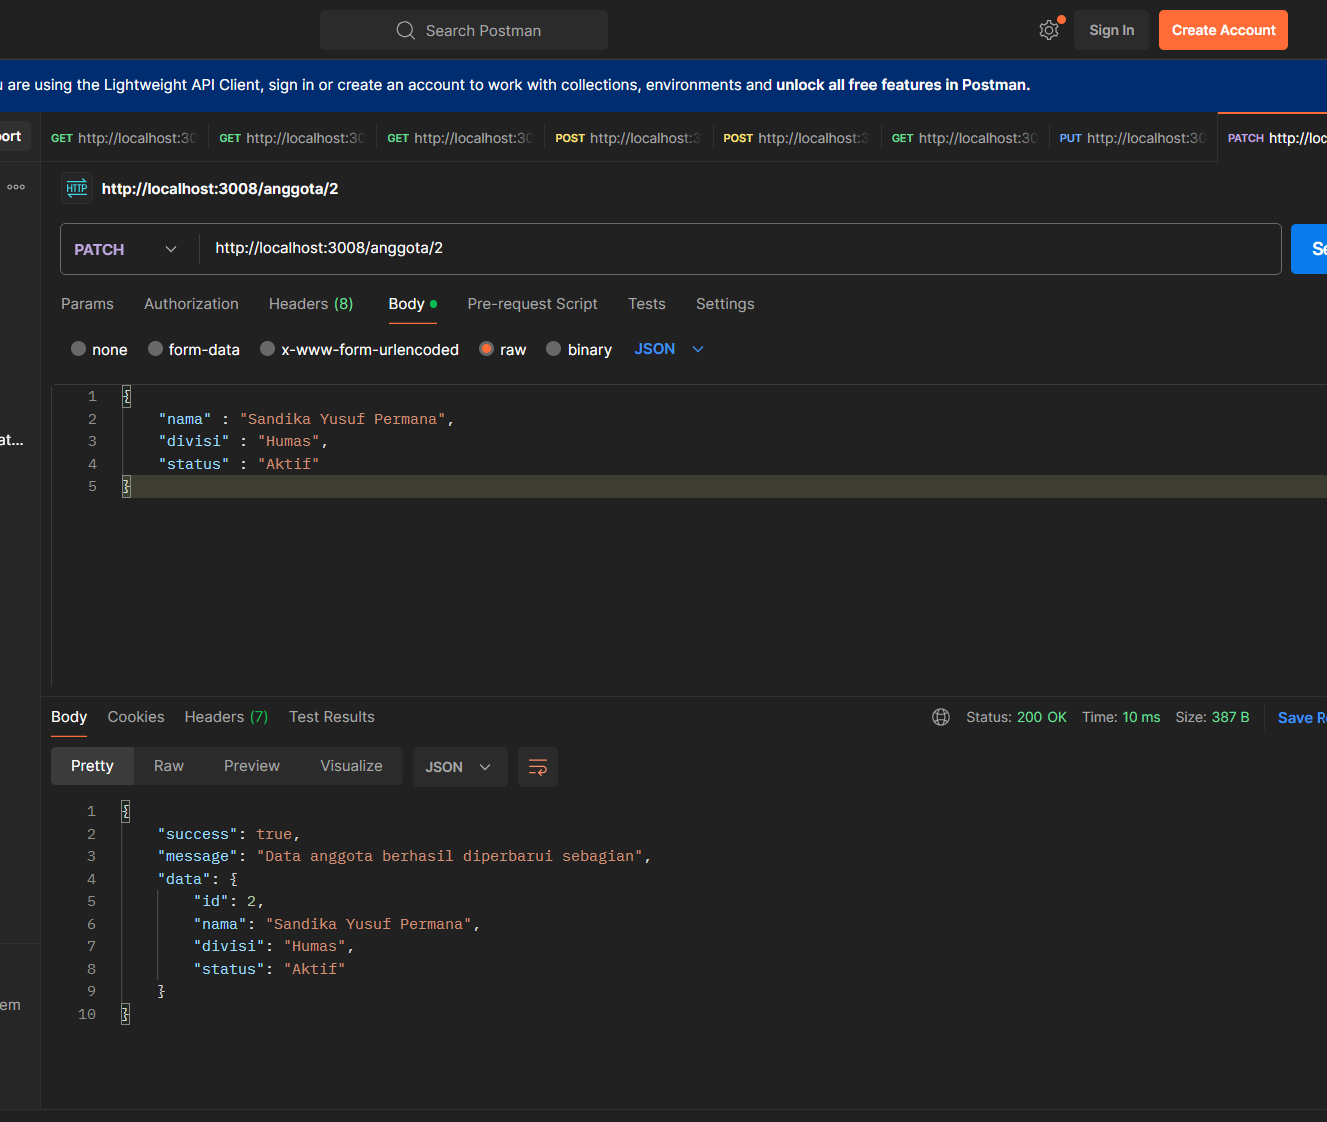 Search Postman
Sign In
Create Account
are using the Lightweight API Client, sign in or create an account to work with collections, environments and unlock all free features in Postman.
ort
GET http://localhost:30
GET http://localhost:30
GET http://localhost:30
POST http://localhost:3
POST http://localhost:3
GET http://localhost:30
PUT http://localhost:30
PATCH http://loc
HTTP http://localhost:3008/anggota/2
PATCH http://localhost:3008/anggota/2
Se
Params Authorization Headers (8) Body Pre-request Script Tests Settings
none form-data x-www-form-urlencoded raw binary JSON
1 {
2 "nama" : "Sandika Yusuf Permana",
3 "divisi" : "Humas",
at...
4 "status" : "Aktif"
5 }
Body Cookies Headers (7) Test Results
Status: 200 OK Time: 10 ms Size: 387 B Save R
Pretty Raw Preview Visualize JSON
1 {
2 "success": true,
3 "message": "Data anggota berhasil diperbarui sebagian",
4 "data": {
5 "id": 2,
6 "nama": "Sandika Yusuf Permana",
7 "divisi": "Humas",
8 "status": "Aktif"
9 }
em
10 }